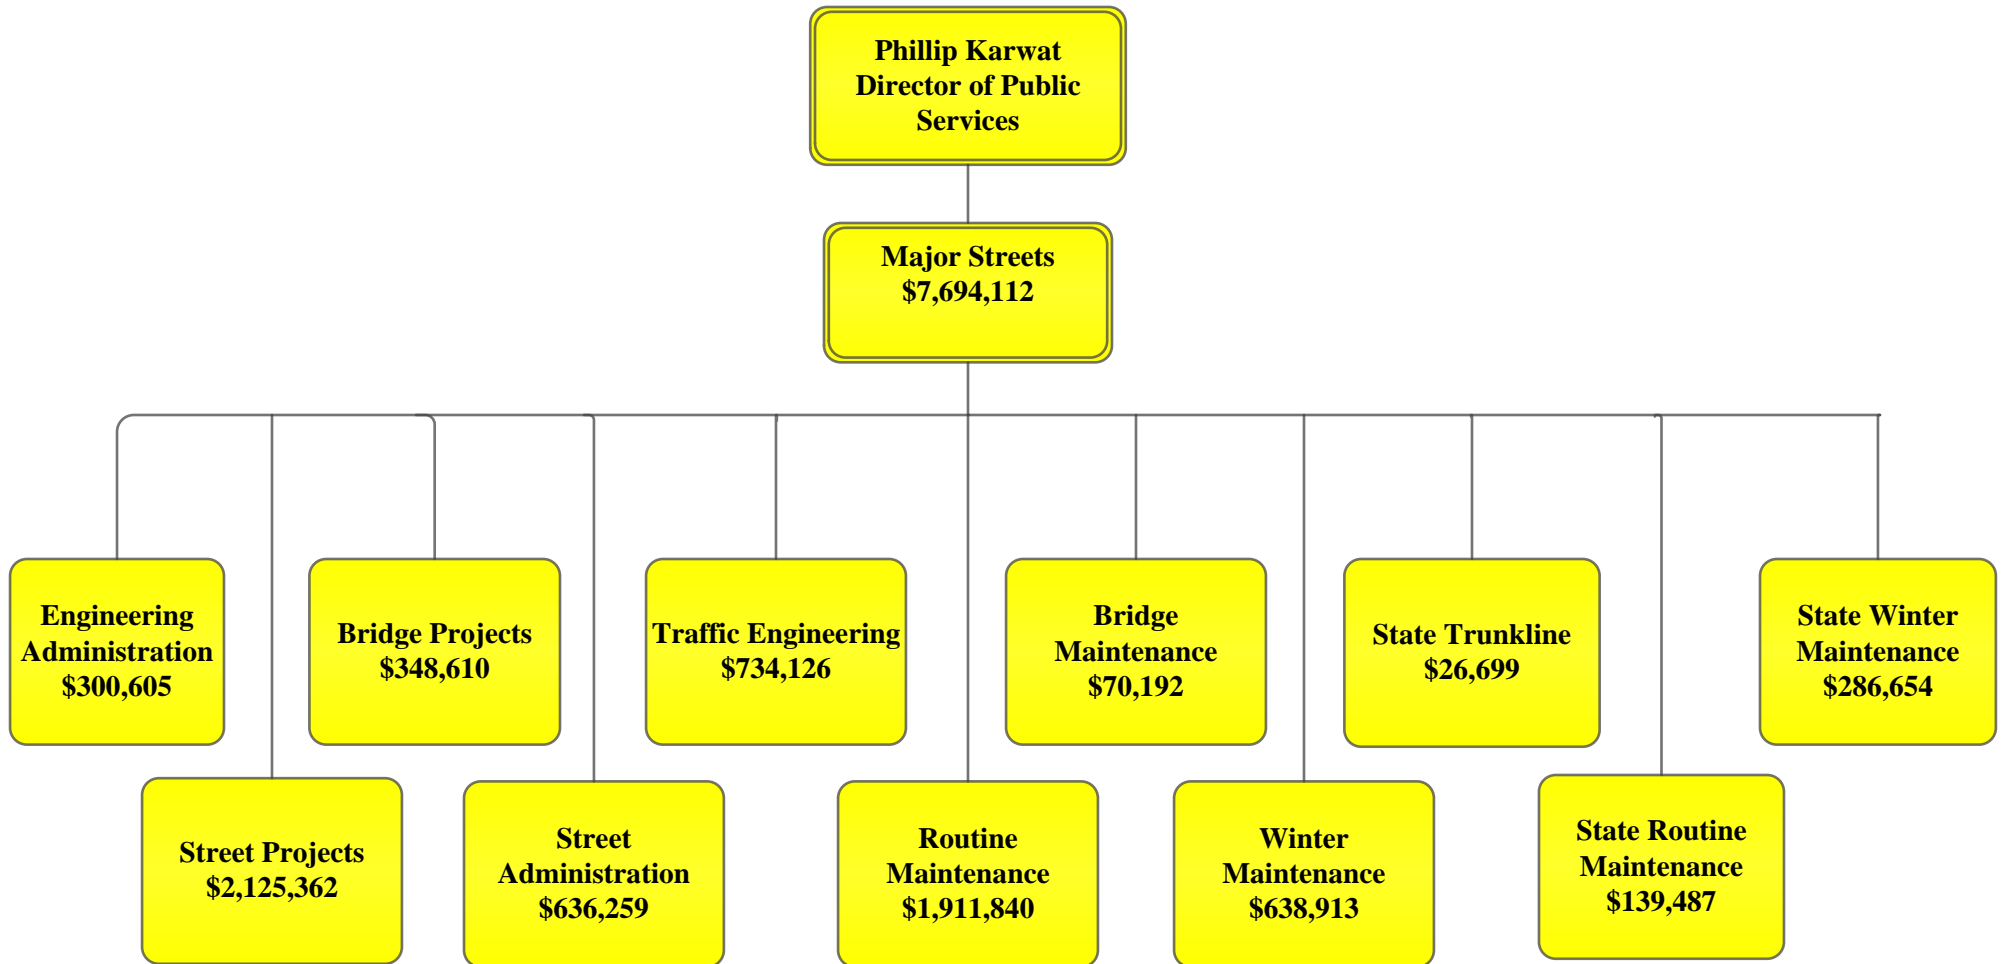 Phillip Karwat
Director of Public
Services
Major Streets
$7,694,112
Engineering
Administration
$300,605
Bridge Projects
$348,610
Traffic Engineering
$734,126
Bridge
Maintenance
$70,192
State Trunkline
$26,699
State Winter
Maintenance
$286,654
Street Projects
$2,125,362
Street
Administration
$636,259
Routine
Maintenance
$1,911,840
Winter
Maintenance
$638,913
State Routine
Maintenance
$139,487